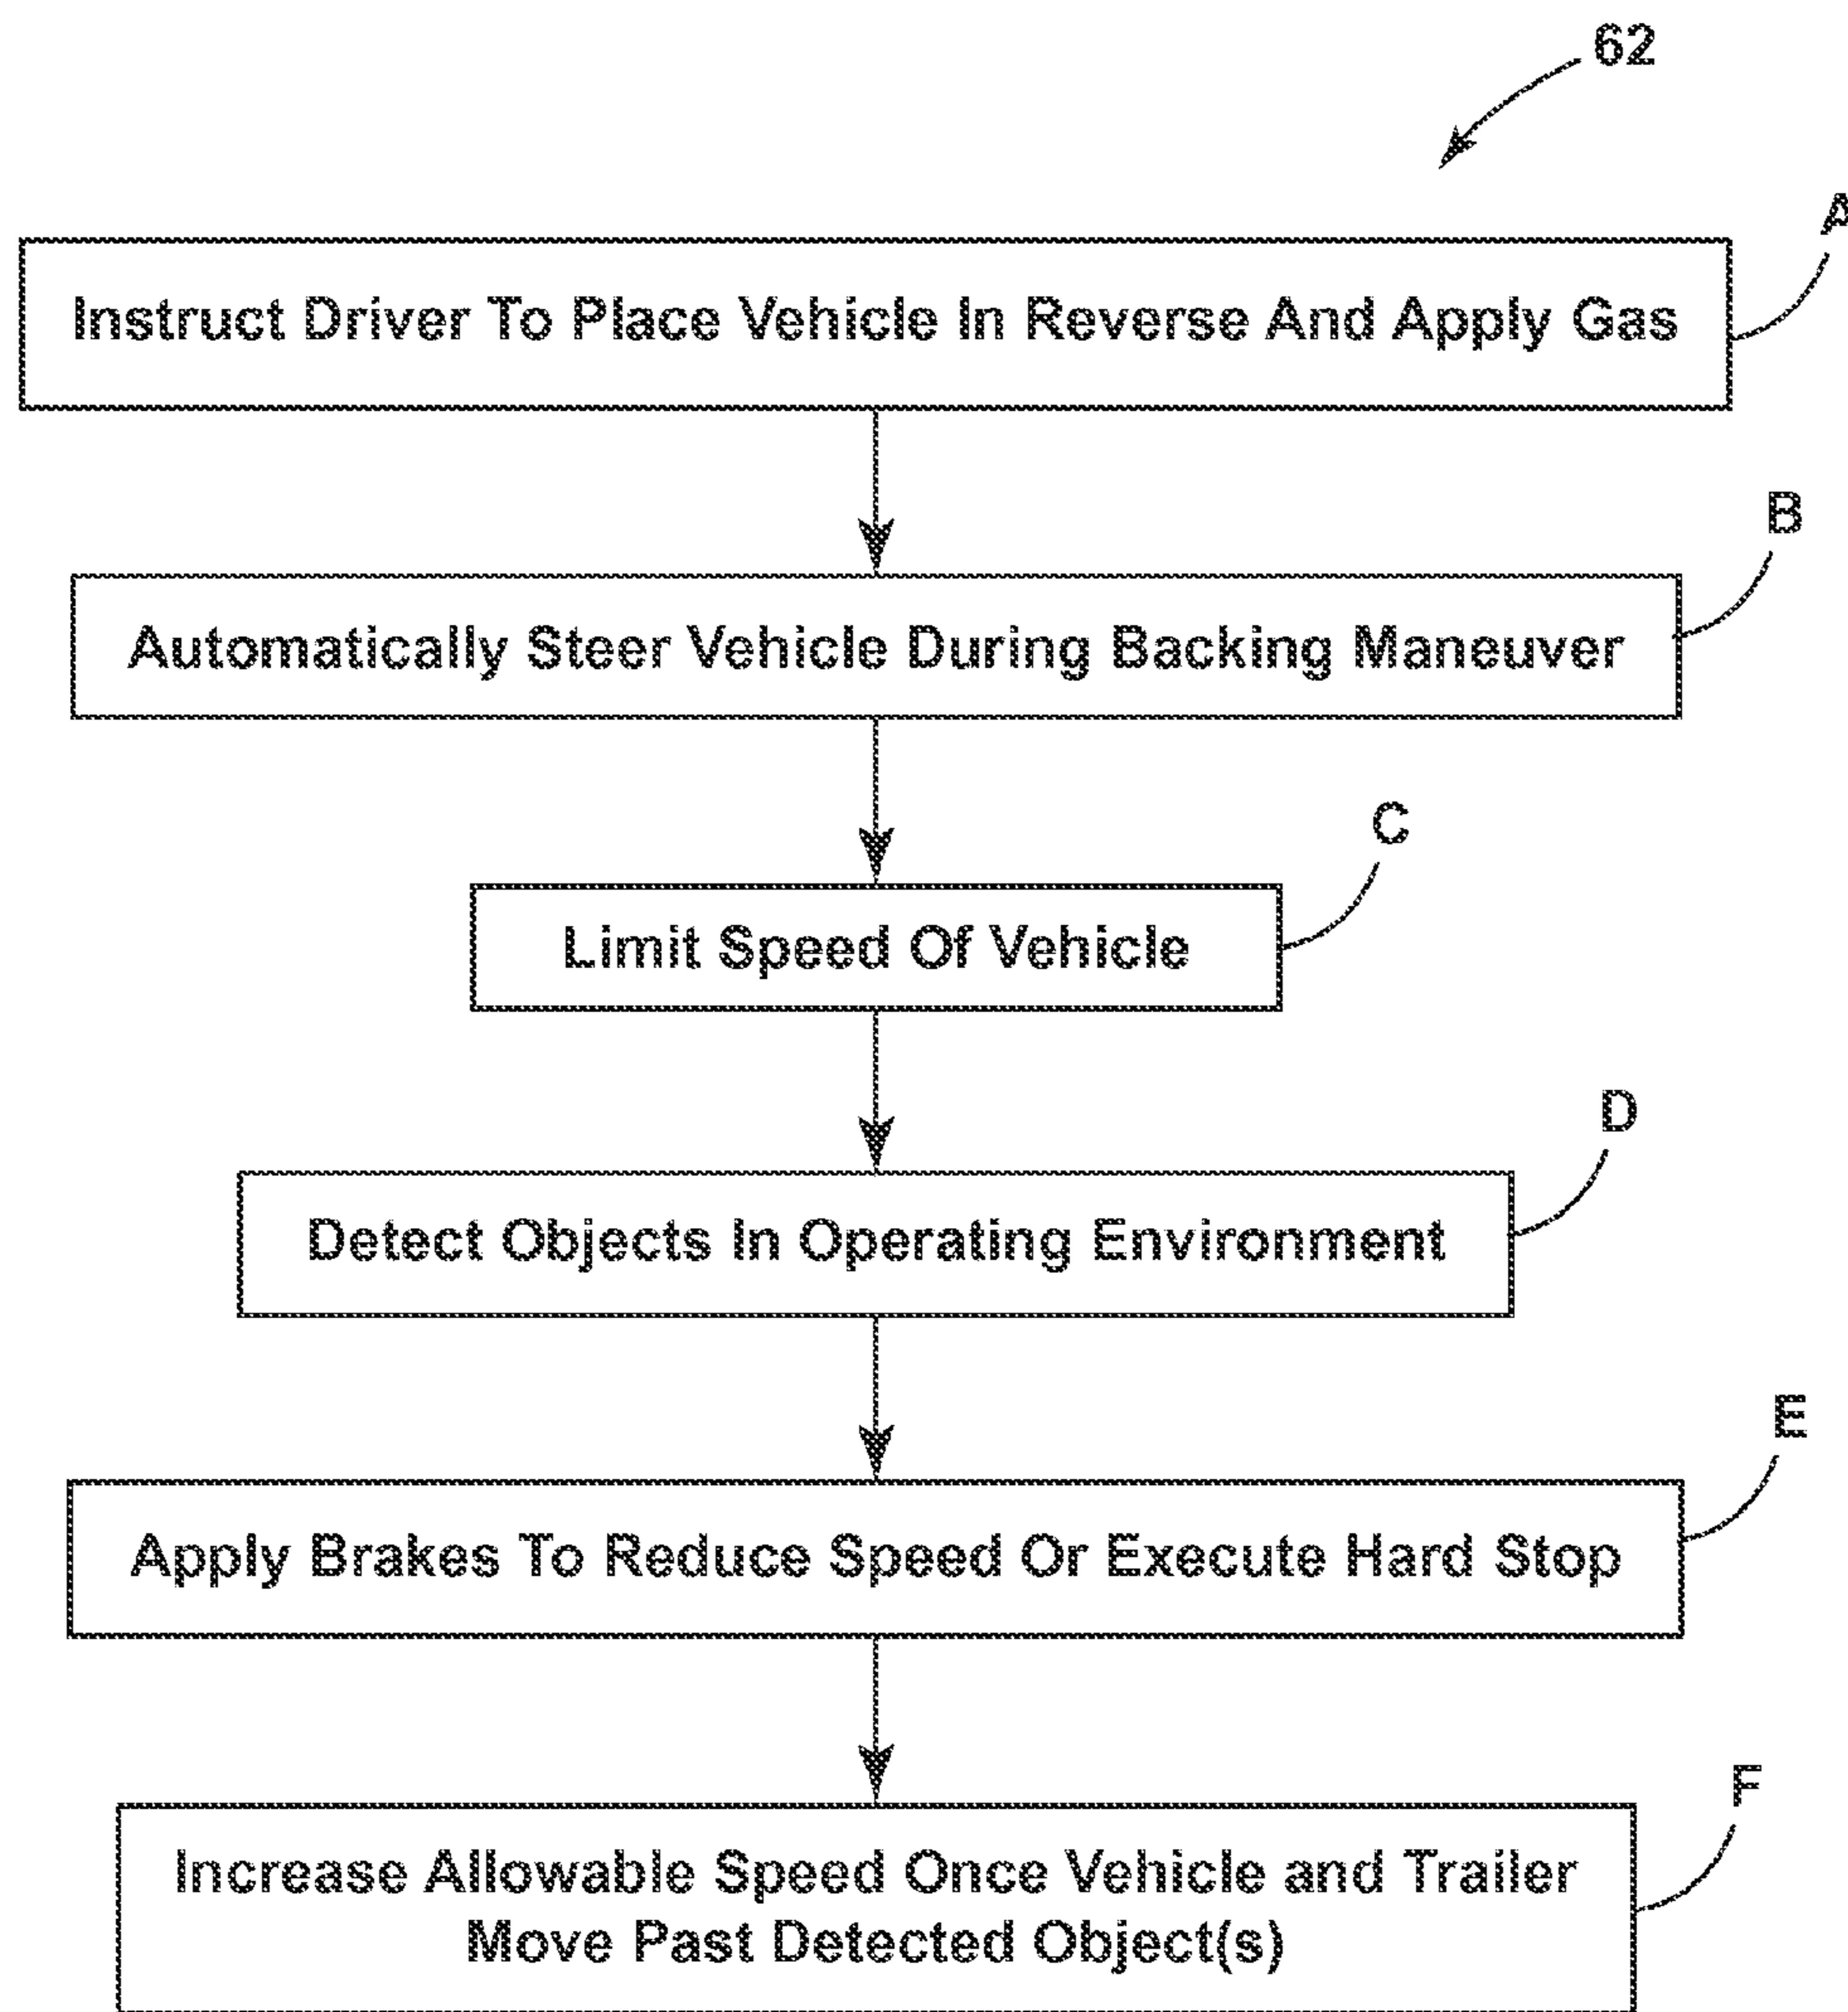 62
A
Instruct Driver To Place Vehicle In Reverse And Apply Gas
B
Automatically Steer Vehicle During Backing Maneuver
C
Limit Speed Of Vehicle
D
Detect Objects In Operating Environment
E
Apply Brakes To Reduce Speed Or Execute Hard Stop
F
Increase Allowable Speed Once Vehicle and Trailer
Move Past Detected Object(s)